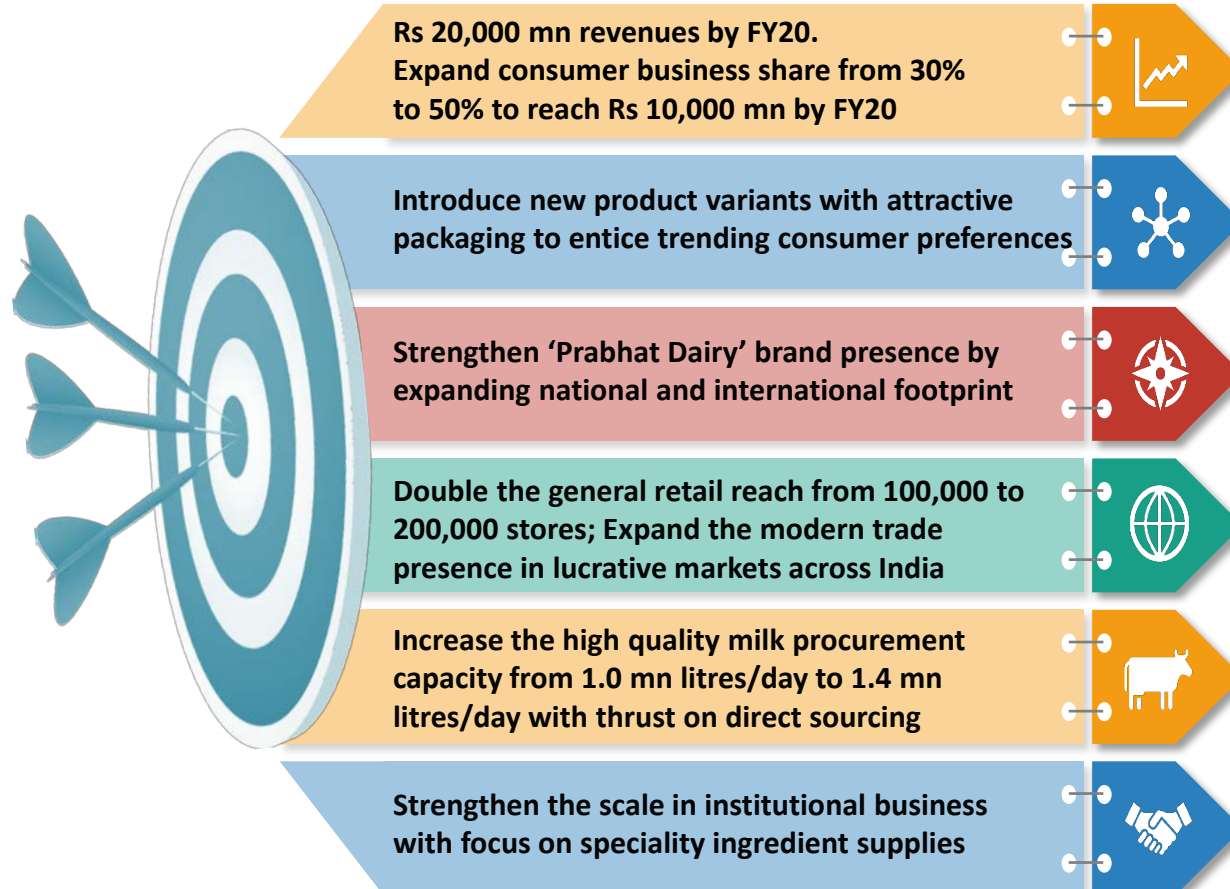 Rs 20,000 mn revenues by FY20.
Expand consumer business share from 30%
to 50% to reach Rs 10,000 mn by FY20
Introduce new product variants with attractive
packaging to entice trending consumer preferences
Strengthen ‘Prabhat Dairy’ brand presence by
expanding national and international footprint
Double the general retail reach from 100,000 to
200,000 stores; Expand the modern trade
presence in lucrative markets across India
Increase the high quality milk procurement
capacity from 1.0 mn litres/day to 1.4 mn
litres/day with thrust on direct sourcing
Strengthen the scale in institutional business
with focus on speciality ingredient supplies